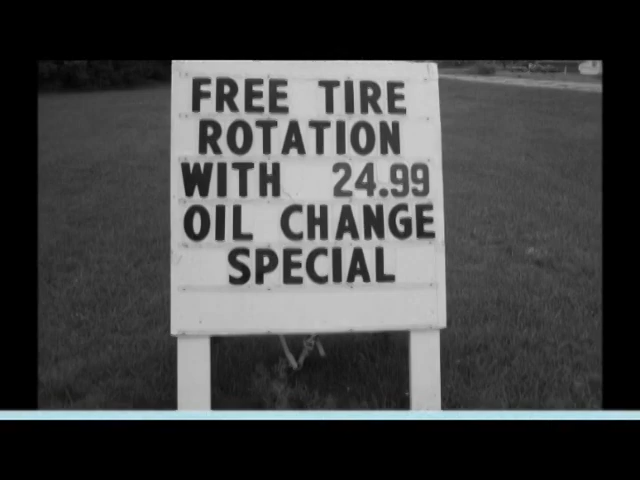 FREE TIRE
ROTATION
WITH 24.99
OIL CHANGE
SPECIAL